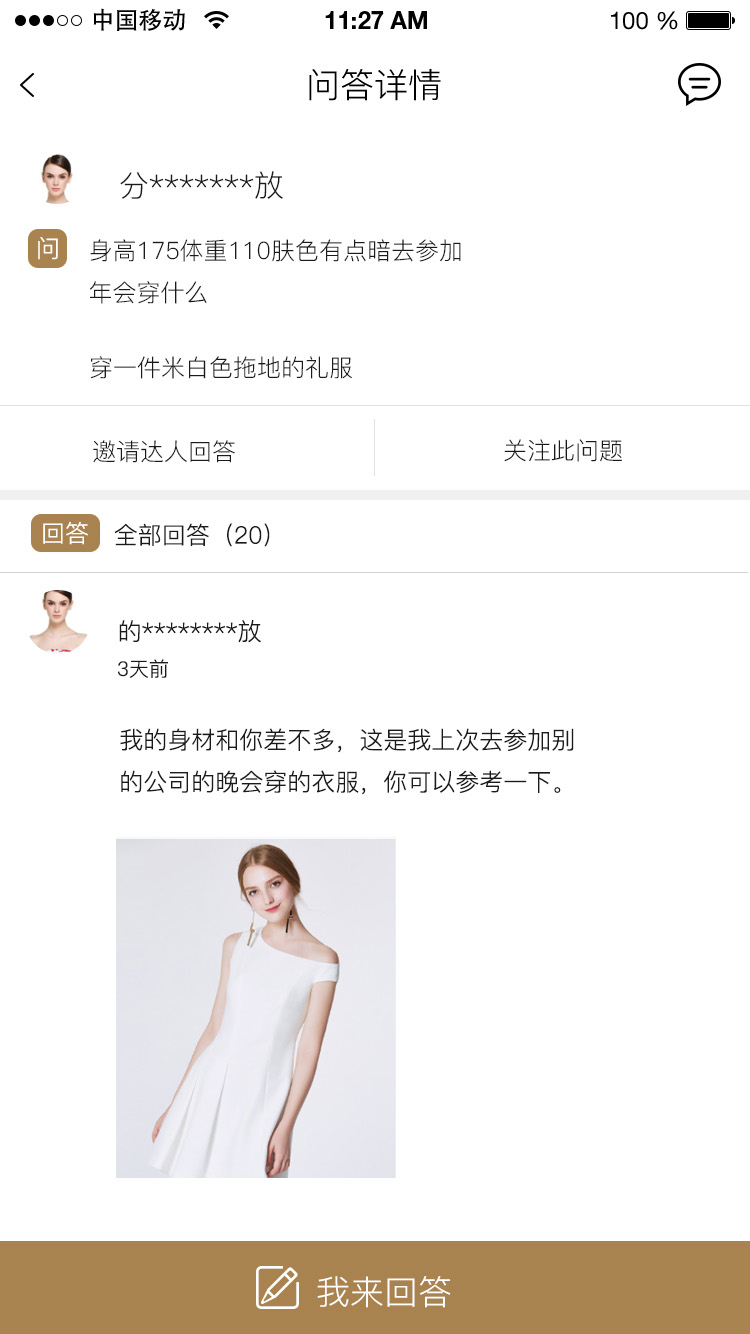 中国移动 11:27 AM 100 %
问答详情
分*******放
问 身高175体重110肤色有点暗去参加
年会穿什么
穿一件米白色拖地的礼服
邀请达人回答 关注此问题
回答 全部回答（20）
的********放
3天前
我的身材和你差不多，这是我上次去参加别
的公司的晚会穿的衣服，你可以参考一下。
我来回答